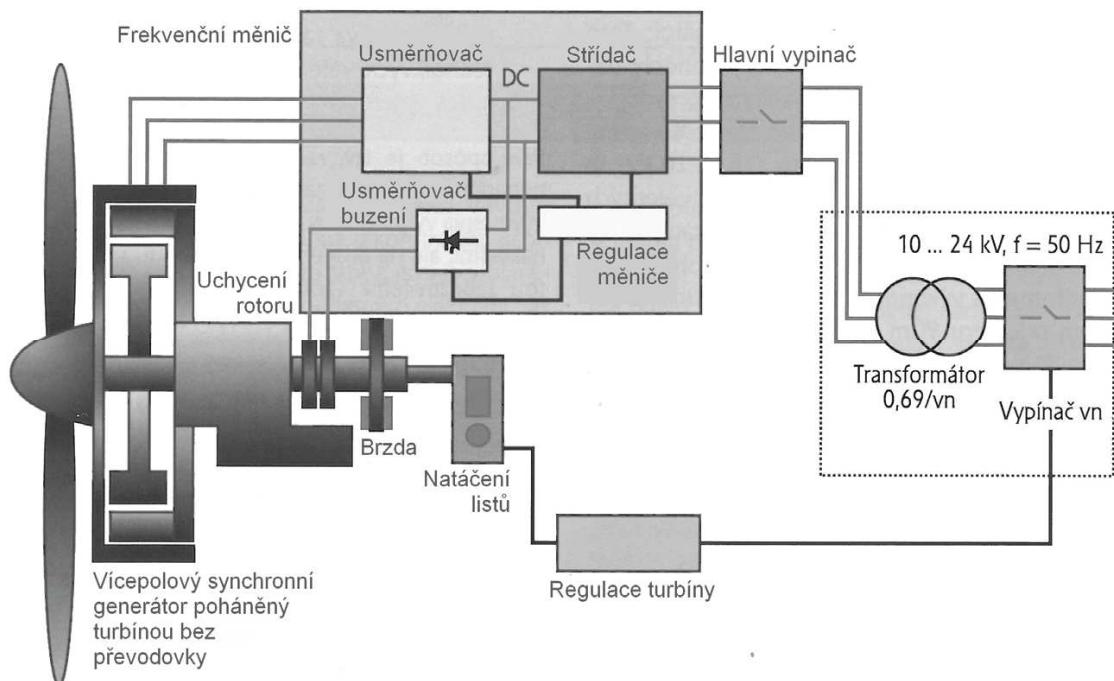 Frekvenční měnič
Usměrňovač
DC
Střídač
Hlavní vypinač
Usměrňovač
buzení
Regulace
měniče
Uchycení
rotoru
10 ... 24 kV, f = 50 Hz
Transformátor
0,69/vn
Vypínač vn
Brzda
Natáčení
listů
Regulace turbíny
Vícepolový synchronní
generátor poháněný
turbínou bez
převodovky